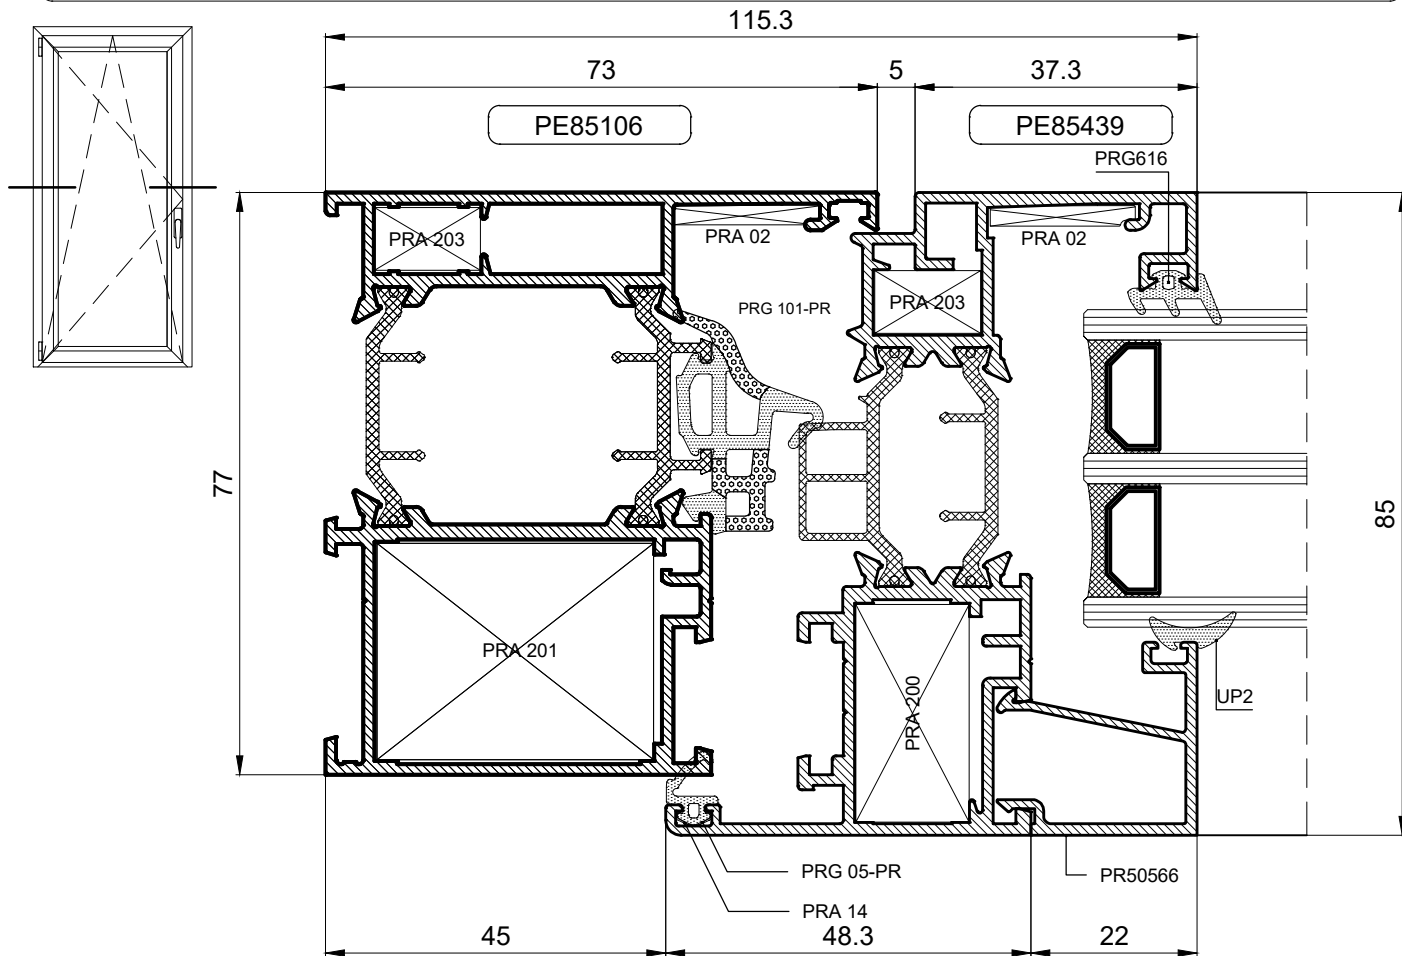 115.3
73
5
37.3
PE85106
PE85439
PRG616
PRA 203
PRA 02
PRA 02
PRG 101-PR
PRA 203
77
85
PRA 201
PRA 200
UP2
PRG 05-PR
PR50566
PRA 14
45
48.3
22